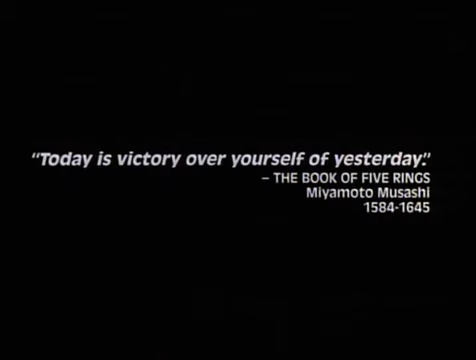 “Today is victory over yourself of yesterday.”
– THE BOOK OF FIVE RINGS
Miyamoto Musashi
1584-1645